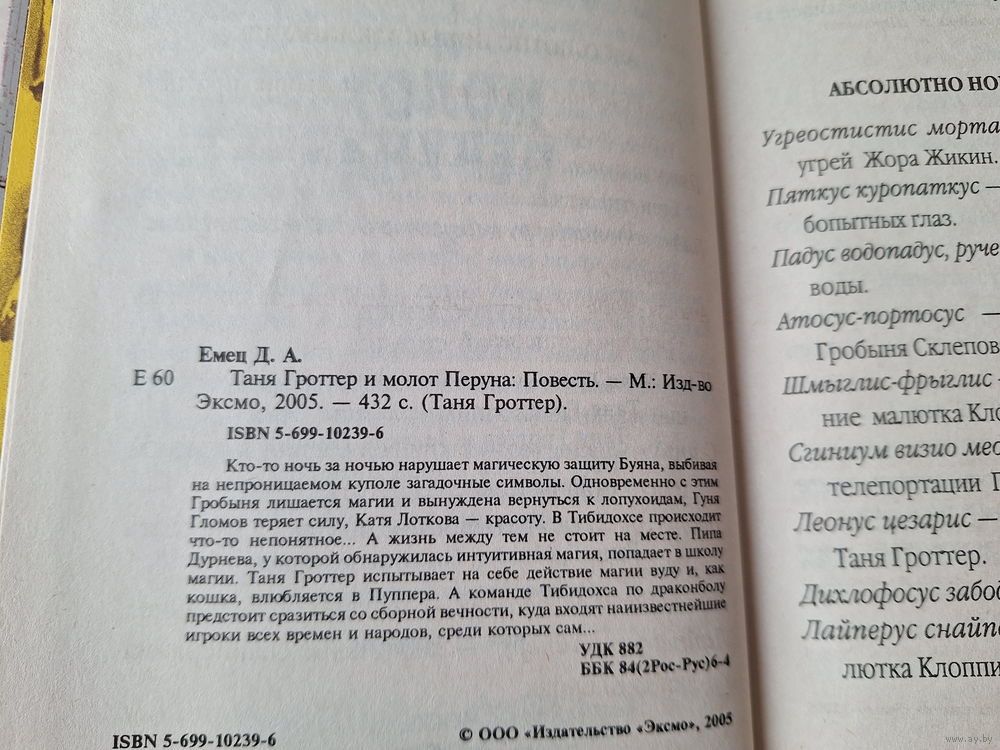 Емец Д. А.
Е 60 Таня Гроттер и молот Перуна: Повесть. — М.: Изд-во
Эксмо, 2005. — 432 с. (Таня Гроттер).
ISBN 5-699-10239-6
Кто-то ночь за ночью нарушает магическую защиту Буяна, выбивая
на непроницаемом куполе загадочные символы. Одновременно с этим
Гробыня лишается магии и вынуждена вернуться к лопухоидам, Гуня
Гломов теряет силу, Катя Лоткова — красоту. В Тибидохсе происходит
что-то непонятное... А жизнь между тем не стоит на месте. Пипа
Дурнева, у которой обнаружилась интуитивная магия, попадает в школу
магии. Таня Гроттер испытывает на себе действие магии вуду и, как
кошка, влюбляется в Пуппера. А команде Тибидохса по драконболу
предстоит сразиться со сборной вечности, куда входят наиизвестнейшие
игроки всех времен и народов, среди которых сам...
УДК 882
ББК 84(2Рос-Рус)6-4
ISBN 5-699-10239-6
© ООО «Издательство «Эксмо», 2005
АБСОЛЮТНО НО
Угреостистис морта
угрей Жора Жикин.
Пяткус куропаткус —
бопытных глаз.
Падус водопадус, руче
воды.
Атосус-портосус —
Гробыня Склепов
Шмыглис-фрыглис -
ние малютка Кло
Сгиниум визио мес
телепортации Г
Леонус цезарис —
Таня Гроттер.
Дихлофосус забо
Лайперус снайпе
лютка Клоппи
www.ay.by